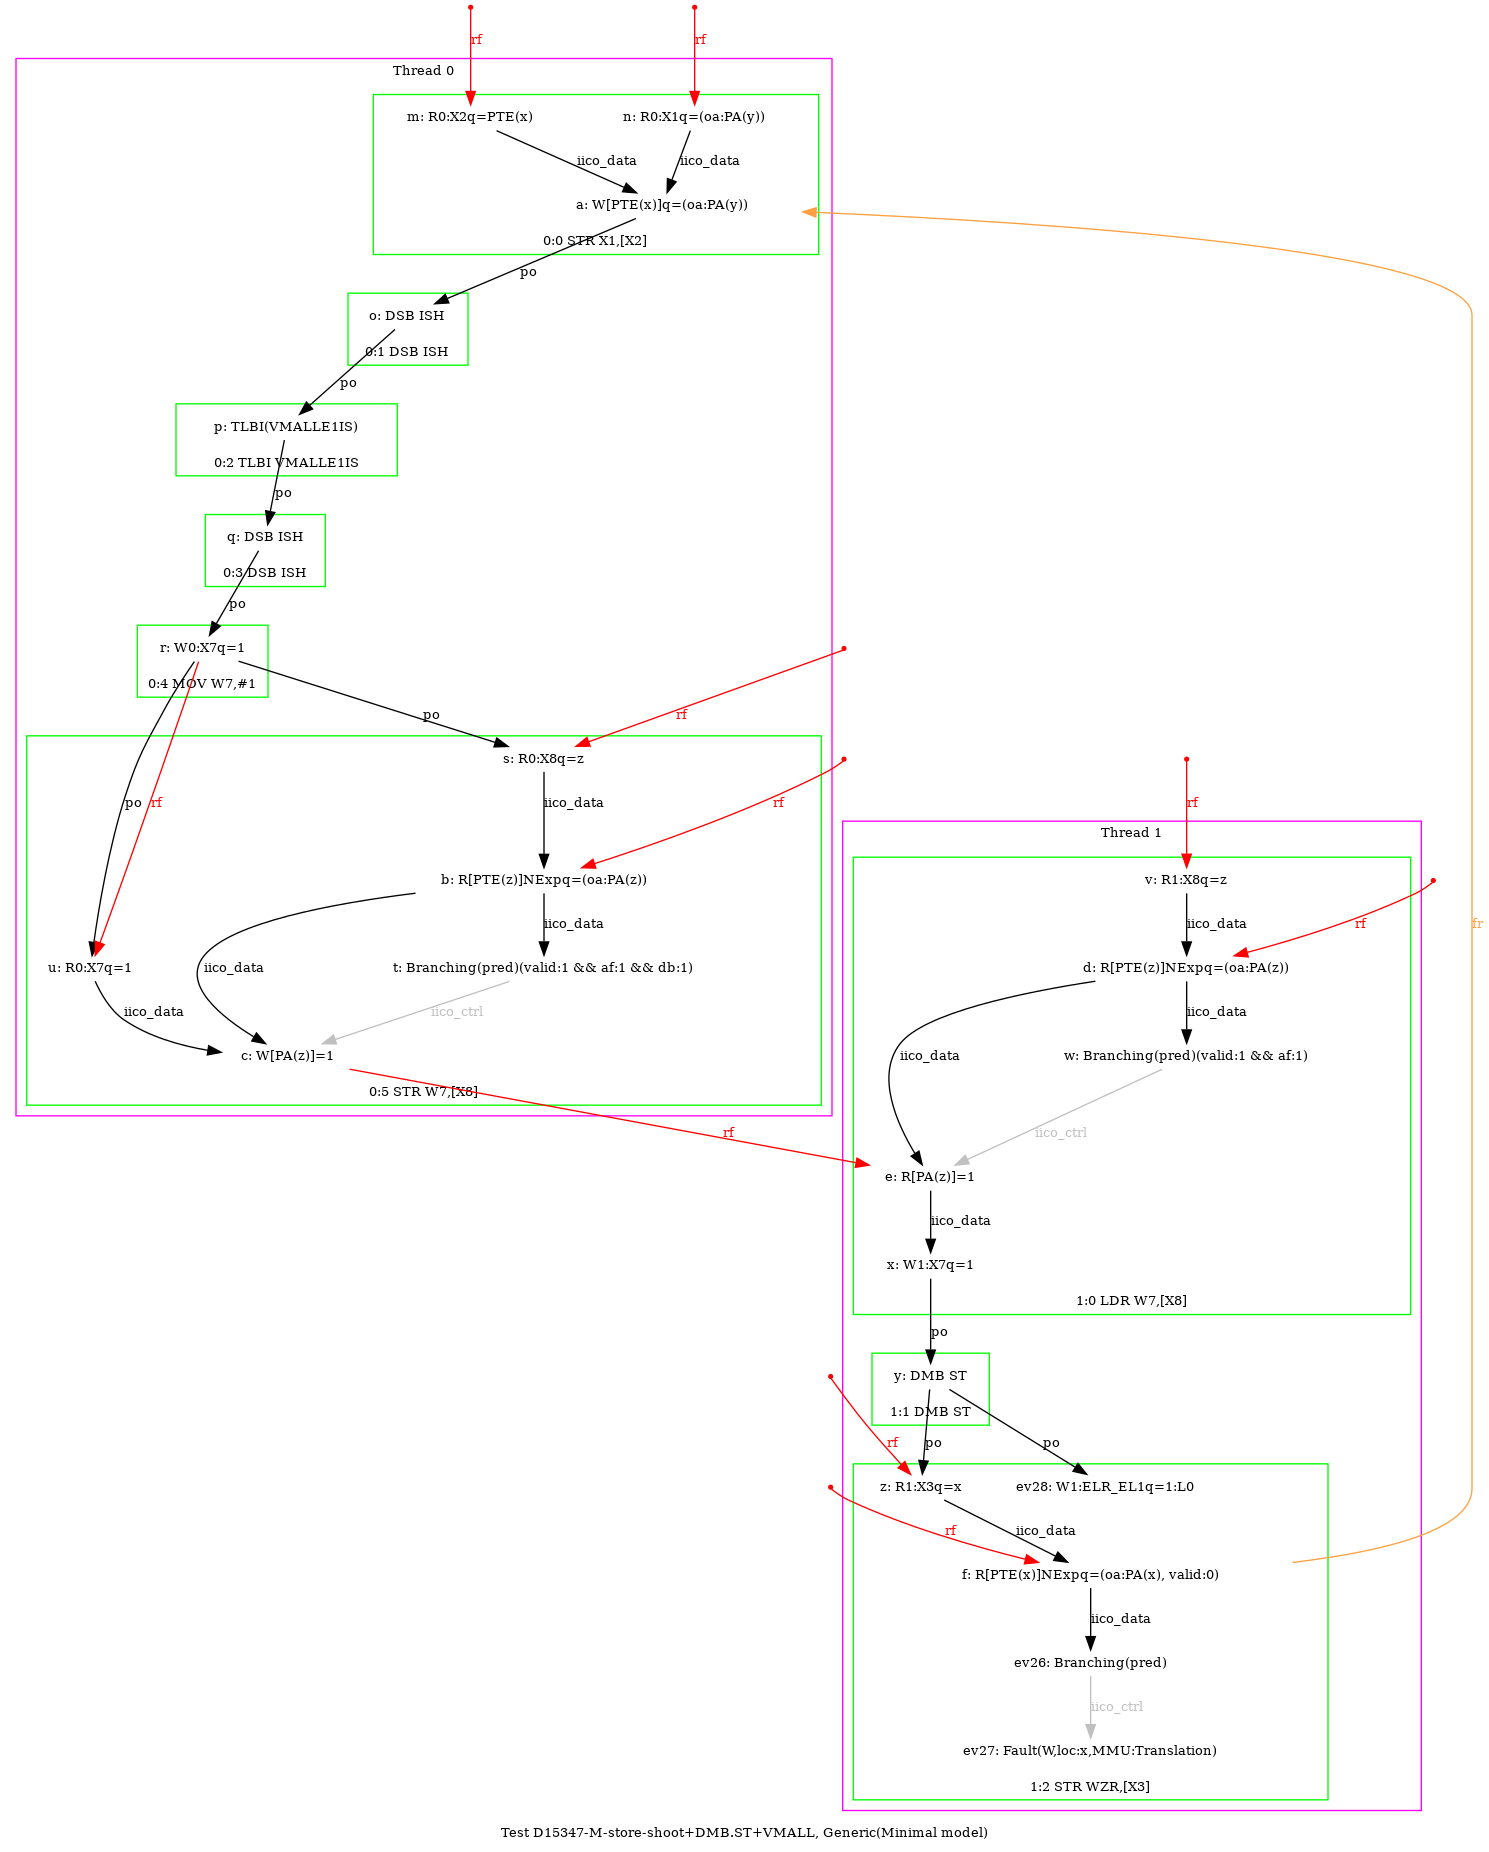 rf
rf
Thread 0
m: R0:X2q=PTE(x)
n: R0:X1q=(oa:PA(y))
iico_data
iico_data
a: W[PTE(x)]q=(oa:PA(y))
0:0 STR X1,[X2]
po
o: DSB ISH
0:1 DSB ISH
po
p: TLBI(VMALLE1IS)
0:2 TLBI VMALLE1IS
po
q: DSB ISH
0:3 DSB ISH
po
r: W0:X7q=1
0:4 MOV W7,#1
po
rf
s: R0:X8q=z
po
rf
iico_data
rf
rf
Thread 1
b: R[PTE(z)]NExpq=(oa:PA(z))
v: R1:X8q=z
iico_data
iico_data
rf
fr
iico_data
u: R0:X7q=1
t: Branching(pred)(valid:1 && af:1 && db:1)
d: R[PTE(z)]NExpq=(oa:PA(z))
iico_data
iico_ctrl
iico_data
c: W[PA(z)]=1
iico_data
w: Branching(pred)(valid:1 && af:1)
0:5 STR W7,[X8]
rf
iico_ctrl
e: R[PA(z)]=1
iico_data
x: W1:X7q=1
1:0 LDR W7,[X8]
po
y: DMB ST
1:1 DMB ST
rf
po
po
z: R1:X3q=x
ev28: W1:ELR_EL1q=1:L0
rf
iico_data
f: R[PTE(x)]NExpq=(oa:PA(x), valid:0)
iico_data
ev26: Branching(pred)
iico_ctrl
ev27: Fault(W,loc:x,MMU:Translation)
1:2 STR WZR,[X3]
Test D15347-M-store-shoot+DMB.ST+VMALL, Generic(Minimal model)